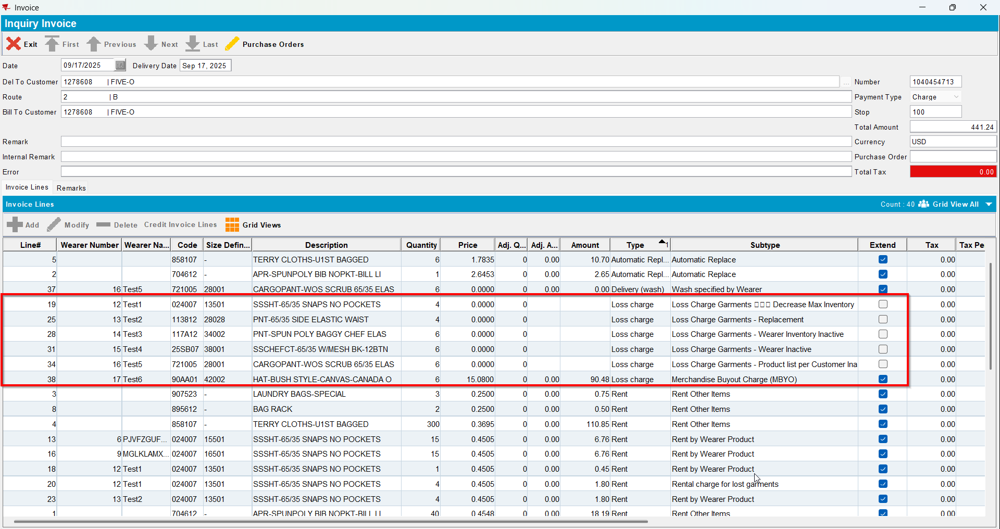 Invoice
Inquiry Invoice
Exit First Previous Next Last Purchase Orders
Date 09/17/2025 Delivery Date Sep 17, 2025
Del To Customer 1278608 | FIVE-O ... Number 1040454713
Route 2 | B Payment Type Charge
Bill To Customer 1278608 | FIVE-O Stop 100
Total Amount 441.24
Remark Currency USD
Internal Remark Purchase Order
Error Total Tax 0.00
Invoice Lines Remarks
Invoice Lines Count : 40 Grid View All
Add Modify Delete Credit Invoice Lines Grid Views
Line# Wearer Number Wearer Na... Code Size Defin... Description Quantity Price Adj. Q... Adj. A... Amount Type 1 Subtype Extend Tax Tax Pe
5 858107 - TERRY CLOTHS-U1ST BAGGED 6 1.7835 0 0.00 10.70 Automatic Repl... Automatic Replace 0.00
2 704612 - APR-SPUNPOLY BIB NOPKT-BILL LI 1 2.6453 0 0.00 2.65 Automatic Repl... Automatic Replace 0.00
37 16 Test5 721005 28001 CARGOPANT-WOS SCRUB 65/35 ELAS 6 0.0000 0 0.00 0.00 Delivery (wash) Wash specified by Wearer 0.00
19 12 Test1 024007 13501 SSSHT-65/35 SNAPS NO POCKETS 4 0.0000 0 Loss charge Loss Charge Garments □□□ Decrease Max Inventory 0.00
25 13 Test2 113812 28028 PNT-65/35 SIDE ELASTIC WAIST 4 0.0000 0 Loss charge Loss Charge Garments - Replacement 0.00
28 14 Test3 117A12 34002 PNT-SPUN POLY BAGGY CHEF ELAS 6 0.0000 0 Loss charge Loss Charge Garments - Wearer Inventory Inactive 0.00
31 15 Test4 25SB07 38001 SSCHEFCT-65/35 W/MESH BK-12BTN 6 0.0000 0 Loss charge Loss Charge Garments - Wearer Inactive 0.00
34 16 Test5 721005 28001 CARGOPANT-WOS SCRUB 65/35 ELAS 6 0.0000 0 Loss charge Loss Charge Garments - Product list per Customer Ina 0.00
38 17 Test6 90AA01 42002 HAT-BUSH STYLE-CANVAS-CANADA O 6 15.0800 0 0.00 90.48 Loss charge Merchandise Buyout Charge (MBYO) 0.00
3 907523 - LAUNDRY BAGS-SPECIAL 3 0.2500 0 0.00 0.75 Rent Rent Other Items 0.00
8 895612 - BAG RACK 2 0.2500 0 0.00 0.50 Rent Rent Other Items 0.00
4 858107 - TERRY CLOTHS-U1ST BAGGED 300 0.3695 0 0.00 110.85 Rent Rent Other Items 0.00
13 6 PJVFZGUF... 024007 15501 SSSHT-65/35 SNAPS NO POCKETS 15 0.4505 0 0.00 6.76 Rent Rent by Wearer Product 0.00
16 9 MGLKLAMX... 024007 16501 SSSHT-65/35 SNAPS NO POCKETS 15 0.4505 0 0.00 6.76 Rent Rent by Wearer Product 0.00
18 12 Test1 024007 13501 SSSHT-65/35 SNAPS NO POCKETS 1 0.4505 0 0.00 0.45 Rent Rent by Wearer Product 0.00
20 12 Test1 024007 13501 SSSHT-65/35 SNAPS NO POCKETS 4 0.4505 0 0.00 1.80 Rent Rental charge for lost garments 0.00
23 13 Test2 024007 13501 SSSHT-65/35 SNAPS NO POCKETS 4 0.4505 0 0.00 1.80 Rent Rent by Wearer Product 0.00
1 704612 - APR-SPUNPOLY BIB NOPKT-BILL LI 40 0.4548 0 0.00 18.19 Rent Rent Other Items 0.00